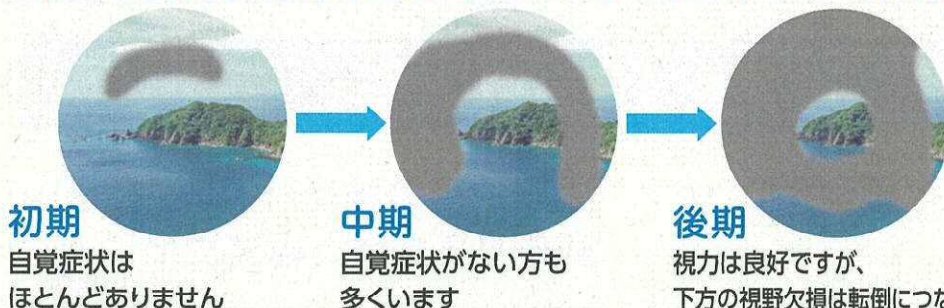 初期
自覚症状は
ほとんどありません
中期
自覚症状がない方も
多くいます
後期
視力は良好ですが、
下方の視野欠損は転倒につな